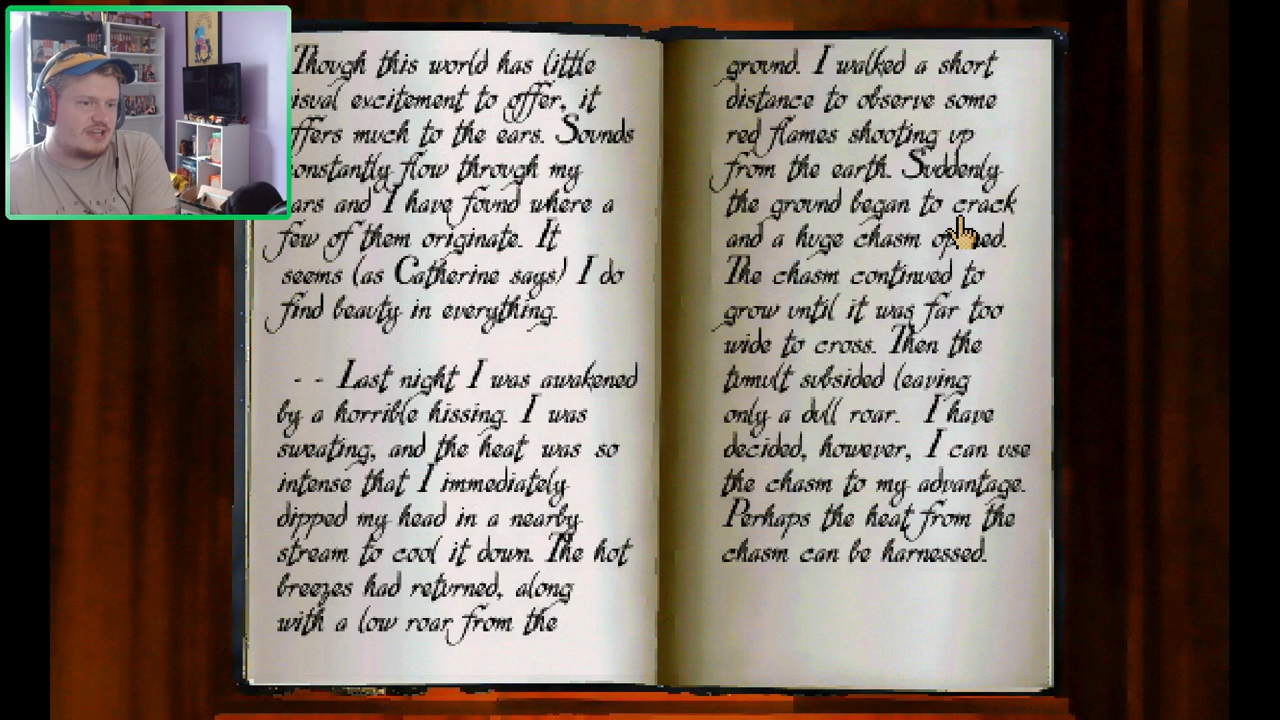 Though this world has little
isual excitement to offer, it
ffers much to the ears. Sounds
onstantly flow through my
ars and I have found where a
few of them originate. It
seems (as Catherine says) I do
find beauty in everything.
- - Last night I was awakened
by a horrible hissing. I was
sweating, and the heat was so
intense that I immediately
dipped my head in a nearby
stream to cool it down. The hot
breezes had returned, along
with a low roar from the
ground. I walked a short
distance to observe some
red flames shooting up
from the earth. Suddenly
the ground began to crack
and a huge chasm op ned.
The chasm continued to
grow until it was far too
wide to cross. Then the
tumult subsided leaving
only a dull roar. I have
decided, however, I can use
the chasm to my advantage.
Perhaps the heat from the
chasm can be harnessed.